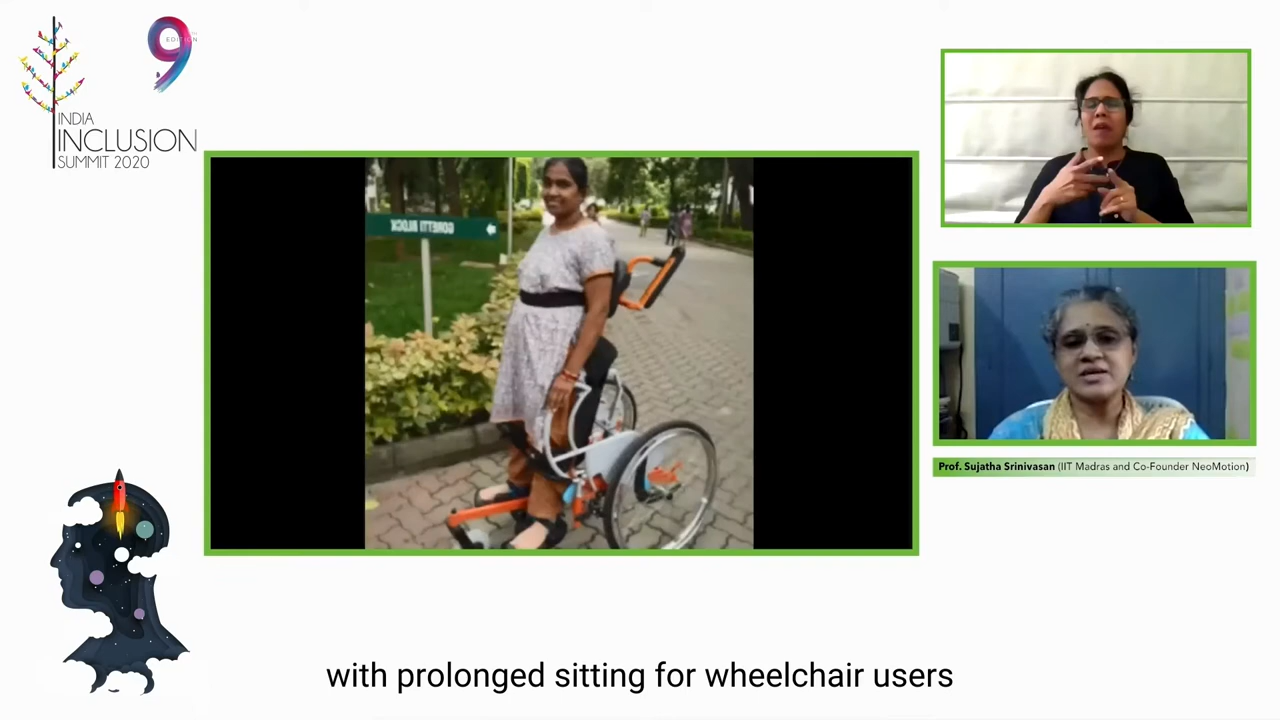 9
EDITION
INDIA
INCLUSION
SUMMIT 2020
GORETTI BLOCK
Prof. Sujatha Srinivasan (IIT Madras and Co-Founder NeoMotion)
with prolonged sitting for wheelchair users